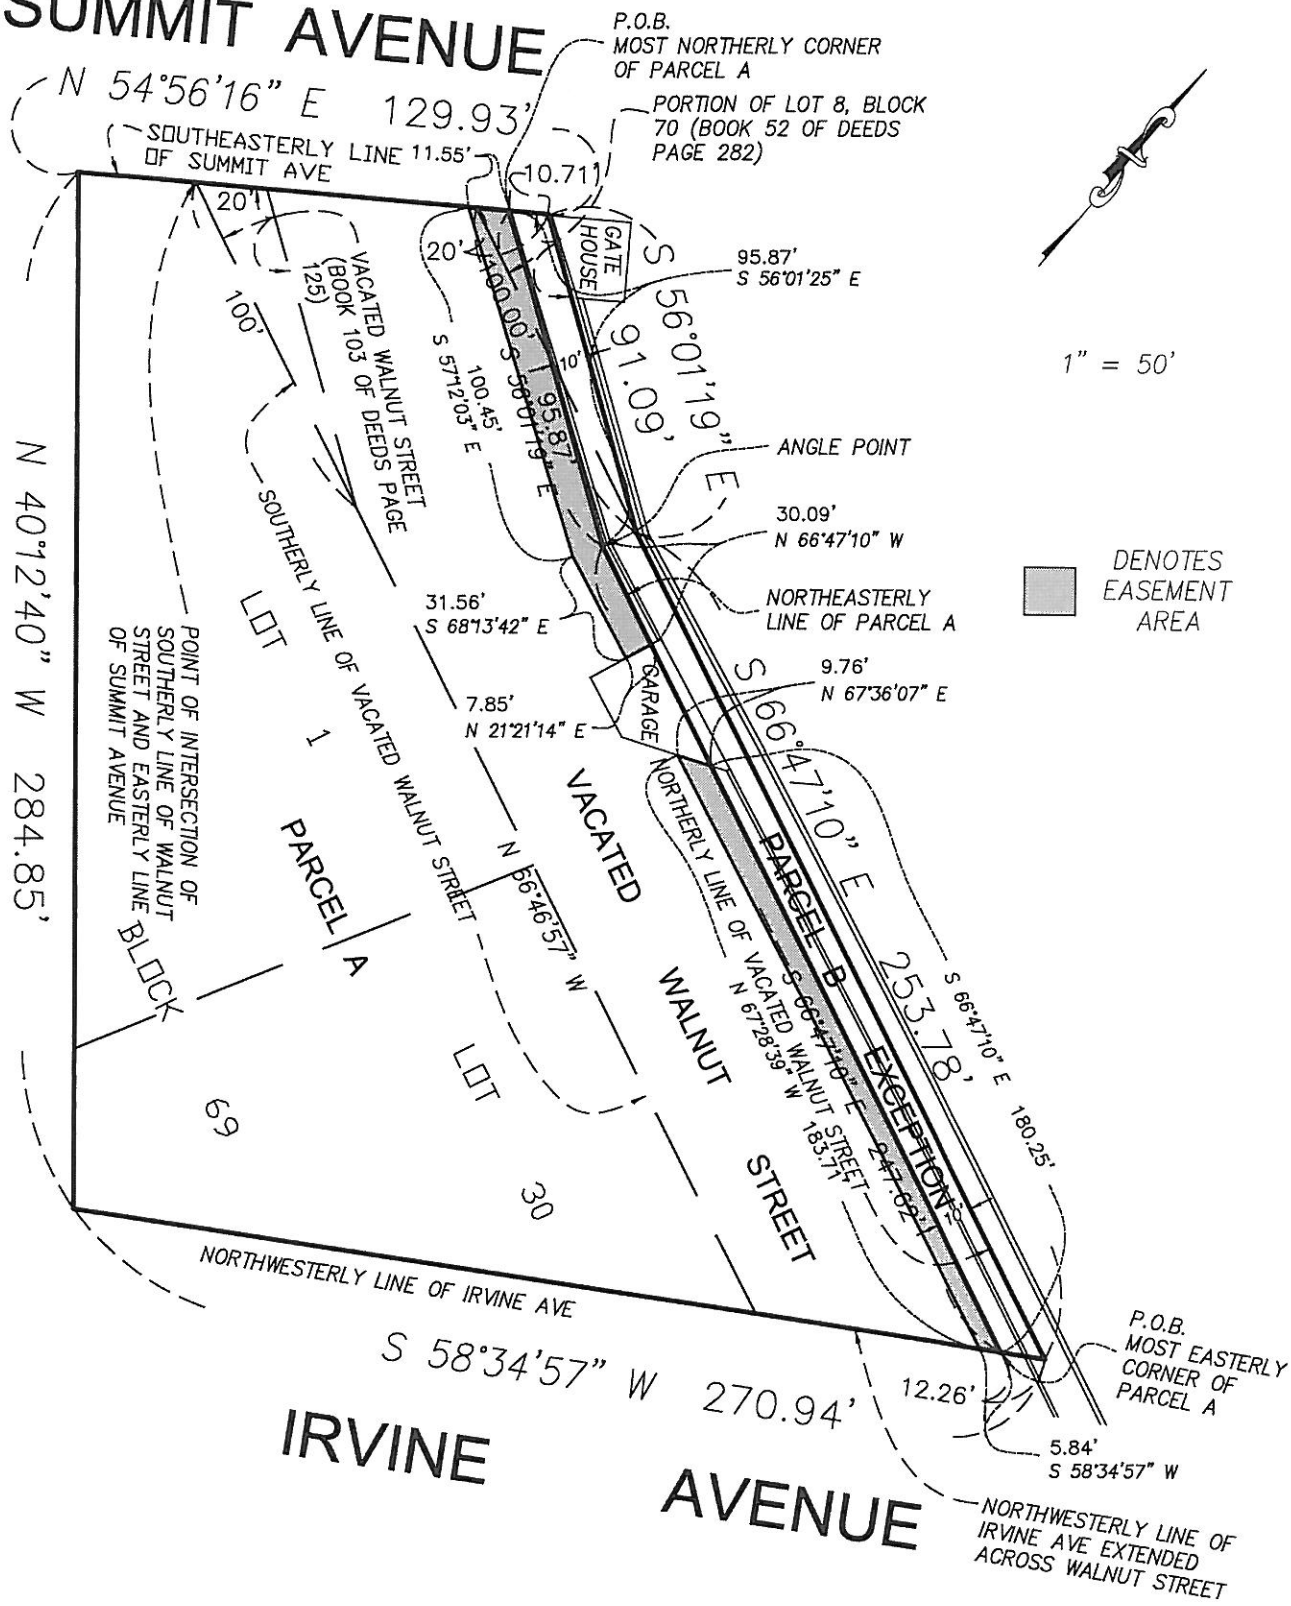 SUMMIT AVENUE
N 54°56'16" E 129.93'
SOUTHEASTERLY LINE
OF SUMMIT AVE
11.55'
10.71'
P.O.B.
MOST NORTHERLY CORNER
OF PARCEL A
PORTION OF LOT 8, BLOCK
70 (BOOK 52 OF DEEDS
PAGE 282)
20'
20'
100'
VACATED WALNUT STREET
(BOOK 103 OF DEEDS PAGE
125)
GATE
HOUSE
95.87'
S 56°01'25" E
S 56°01'19" E
91.09'
1" = 50'
100.00'
S 56°01'19" E
95.87'
10'
100.45'
S 57°12'03" E
ANGLE POINT
30.09'
N 66°47'10" W
NORTHEASTERLY
LINE OF PARCEL A
DENOTES
EASEMENT
AREA
31.56'
S 68°13'42" E
9.76'
N 67°36'07" E
7.85'
N 21°21'14" E
GARAGE
N 40°12'40" W 284.85'
POINT OF INTERSECTION OF
SOUTHERLY LINE OF WALNUT
STREET AND EASTERLY LINE
OF SUMMIT AVENUE
LOT
1
SOUTHERLY LINE OF VACATED WALNUT STREET
PARCEL A
BLOCK
69
LOT
30
N 66°46'57" W
VACATED
WALNUT
STREET
NORTHERLY LINE OF VACATED WALNUT STREET
N 67°28'39" W 183.71'
S 66°47'10" E 247.62'
PARCEL B
EXCEPTION
10'
S 66°47'10" E 253.78'
S 66°47'10" E 180.25'
NORTHWESTERLY LINE OF IRVINE AVE
S 58°34'57" W 270.94'
IRVINE AVENUE
12.26'
P.O.B.
MOST EASTERLY
CORNER OF
PARCEL A
5.84'
S 58°34'57" W
NORTHWESTERLY LINE OF
IRVINE AVE EXTENDED
ACROSS WALNUT STREET